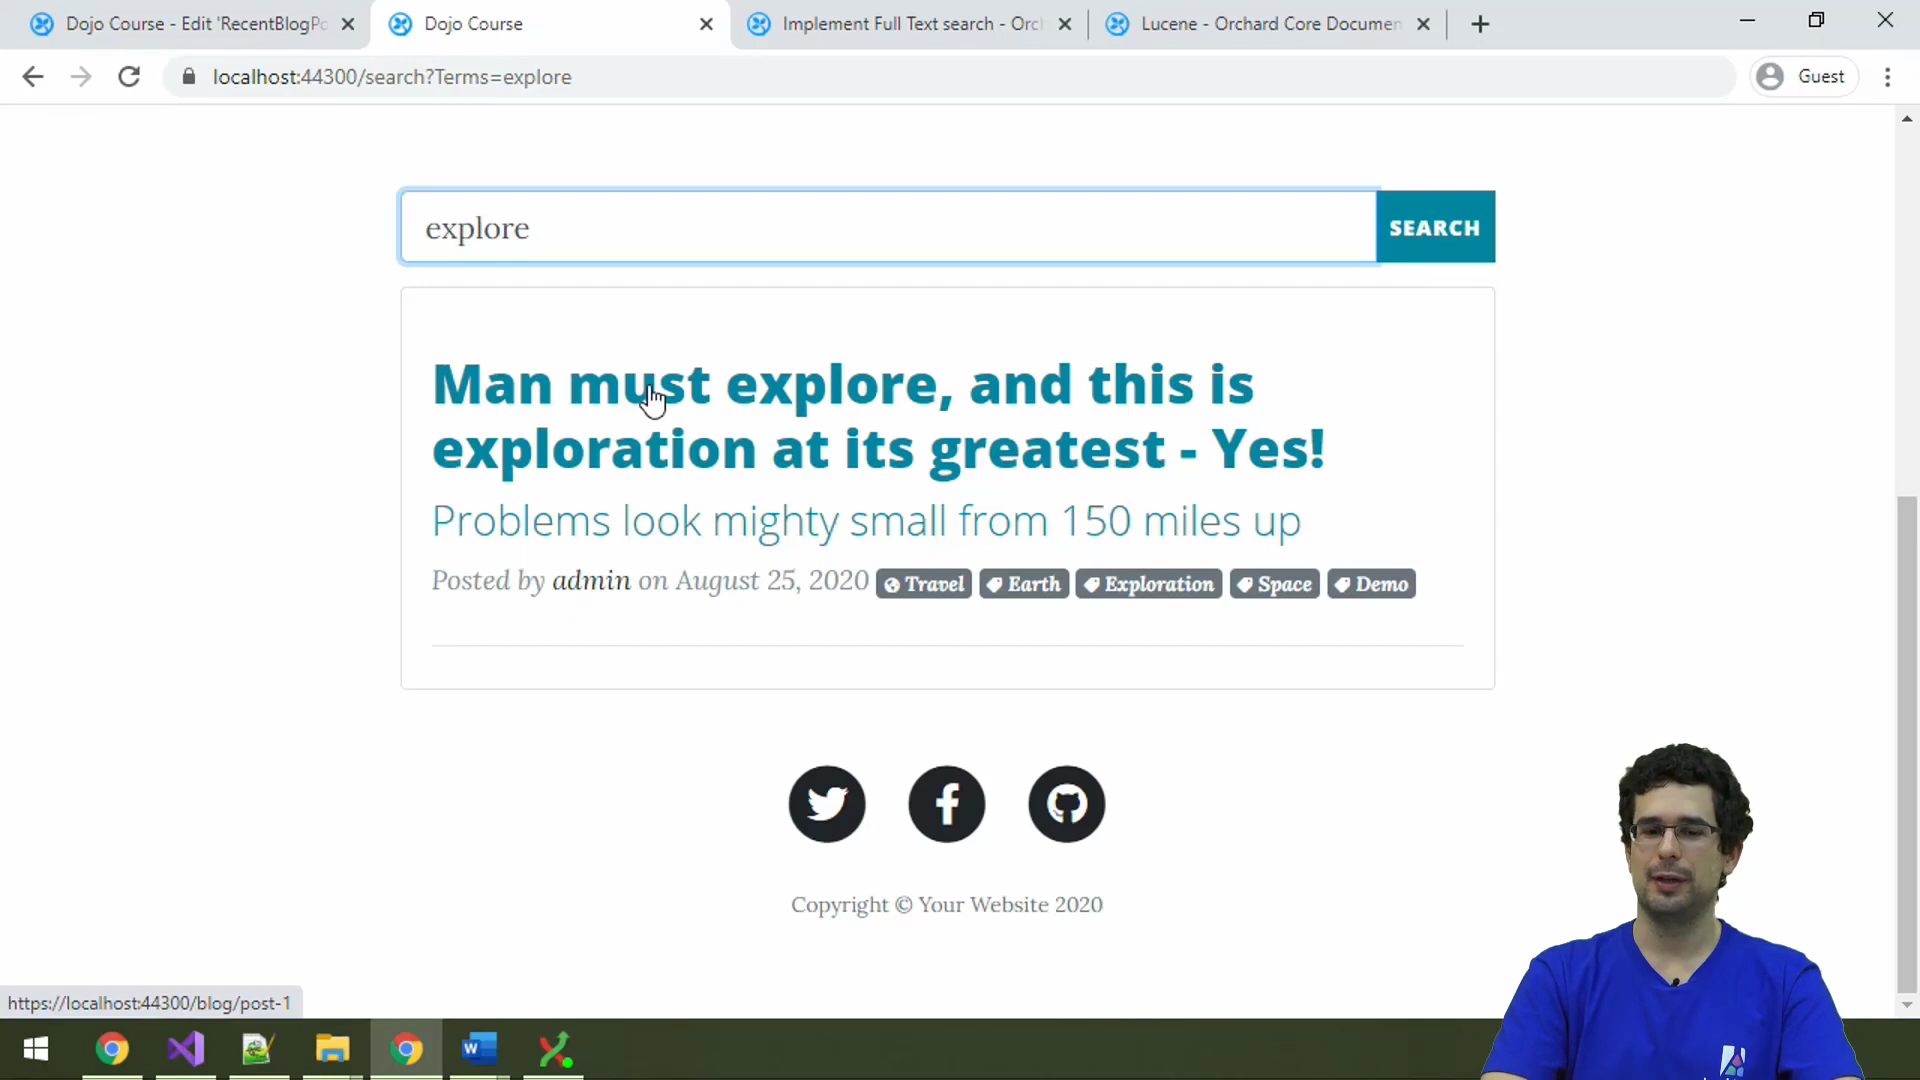 Dojo Course - Edit 'RecentBlogPo
Dojo Course
Implement Full Text search - Orc
Lucene - Orchard Core Documen
localhost:44300/search?Terms=explore
Guest
explore
SEARCH
Man must explore, and this is
exploration at its greatest - Yes!
Problems look mighty small from 150 miles up
Posted by admin on August 25, 2020 Travel Earth Exploration Space Demo
Copyright © Your Website 2020
https://localhost:44300/blog/post-1